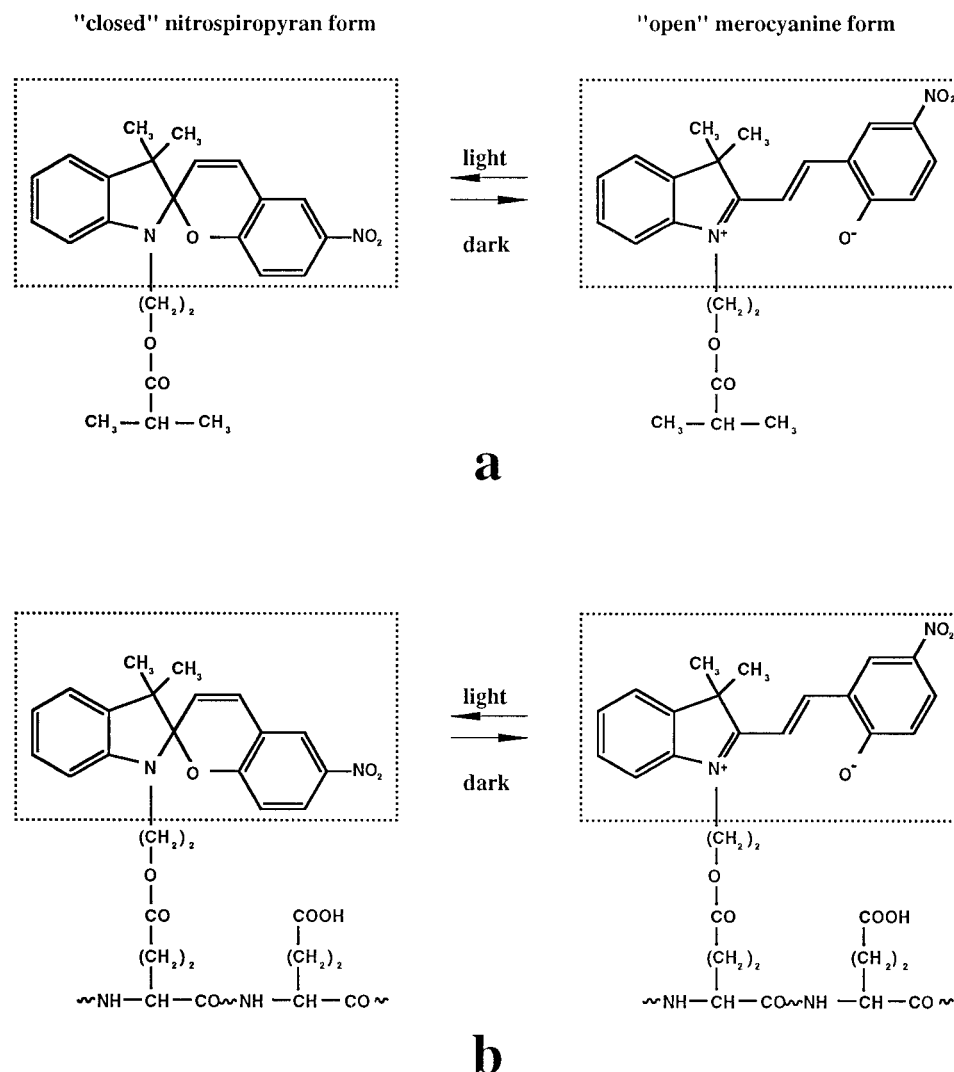 "closed" nitrospiropyran form
"open" merocyanine form
CH₃ CH₃
N O NO₂
(CH₂)₂
O
CO
CH₃—CH—CH₃
light
dark
NO₂
CH₃ CH₃
N⁺ O⁻
(CH₂)₂
O
CO
CH₃—CH—CH₃
a
CH₃ CH₃
N O NO₂
(CH₂)₂
O
CO COOH
(CH₂)₂ (CH₂)₂
~NH—CH—CO~NH—CH—CO~
light
dark
NO₂
CH₃ CH₃
N⁺ O⁻
(CH₂)₂
O
CO COOH
(CH₂)₂ (CH₂)₂
~NH—CH—CO~NH—CH—CO~
b